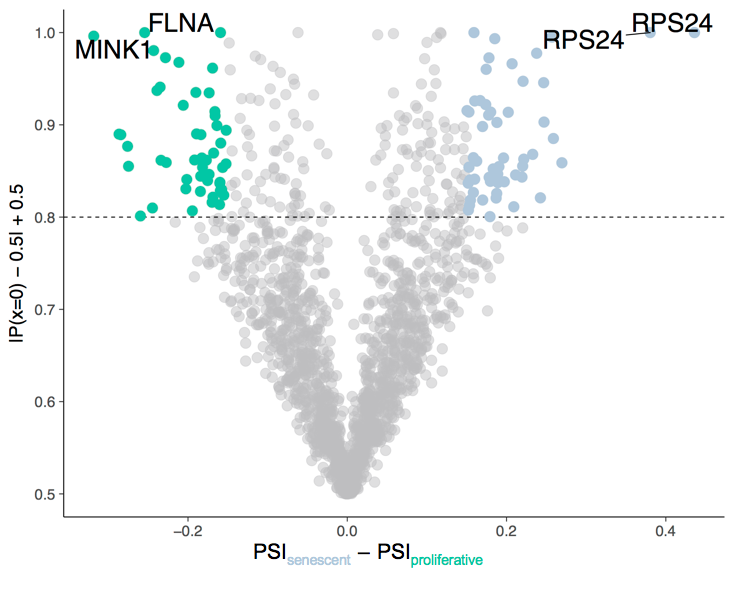 FLNA
RPS24
RPS24
MINK1
1.0
0.9
0.8
0.7
0.6
0.5
|P(x=0) − 0.5| + 0.5
−0.2 0.0 0.2 0.4
PSIsenescent − PSIproliferative